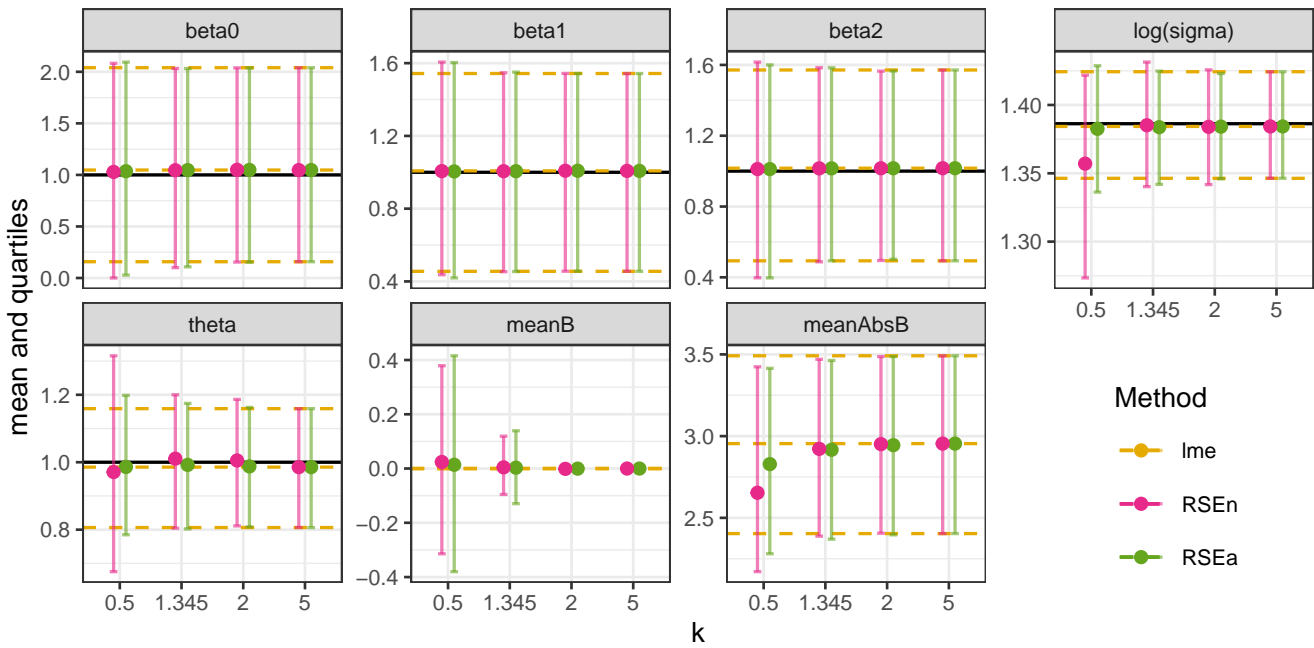 beta0 beta1 beta2 log(sigma)
2.0
1.5
1.0
0.5
0.0
1.6
1.2
0.8
0.4
1.6
1.2
0.8
0.4
1.40
1.35
1.30
0.5 1.345 2 5
theta meanB meanAbsB
1.2
1.0
0.8
0.4
0.2
0.0
−0.2
−0.4
3.5
3.0
2.5
0.5 1.345 2 5 0.5 1.345 2 5 0.5 1.345 2 5
k
mean and quartiles
Method
lme
RSEn
RSEa